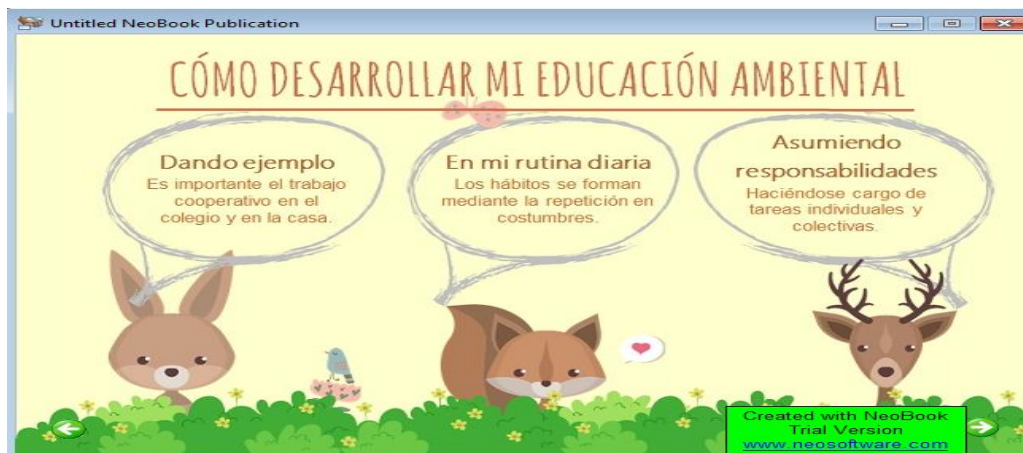 Untitled NeoBook Publication
CÓMO DESARROLLAR MI EDUCACIÓN AMBIENTAL
Dando ejemplo
Es importante el trabajo
cooperativo en el
colegio y en la casa.
En mi rutina diaria
Los hábitos se forman
mediante la repetición en
costumbres.
Asumiendo
responsabilidades
Haciéndose cargo de
tareas individuales y
colectivas.
Created with NeoBook
Trial Version
www.neosoftware.com